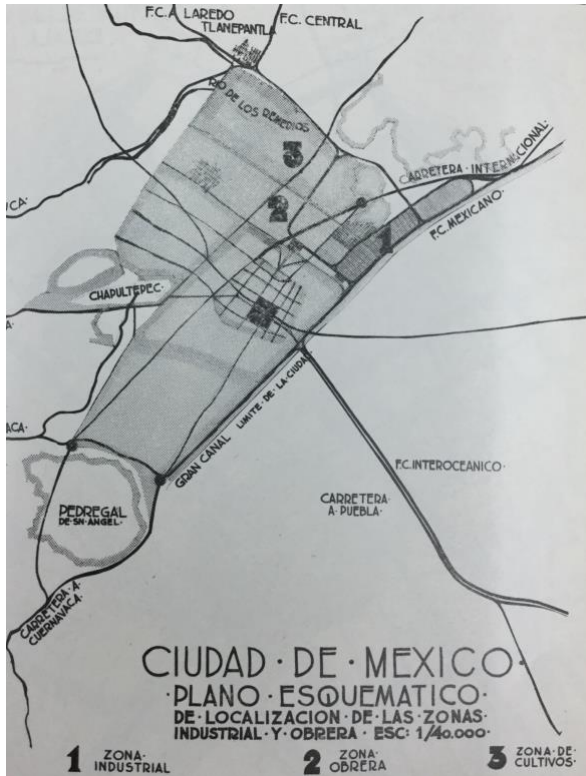 F.C. A LAREDO
TLANEPANTLA
F.C. CENTRAL
RIO DE LOS REMEDIOS
3
CARRETERA INTERNACIONAL
2
1
F.C. MEXICANO
CHAPULTEPEC
LIMITE · DE · LA · CIUDAD
GRAN CANAL
F.C. INTEROCEANICO
CARRETERA
A · PUEBLA
PEDREGAL
DE · SN · ANGEL
CARRETERA · A
CUERNAVACA
CIUDAD · DE · MEXICO ·
· PLANO · ESQUEMATICO ·
DE · LOCALIZACION · DE · LAS · ZONAS ·
INDUSTRIAL · Y · OBRERA · ESC: 1/40.000 ·
1 ZONA · INDUSTRIAL
2 ZONA · OBRERA
3 ZONA · DE · CULTIVOS